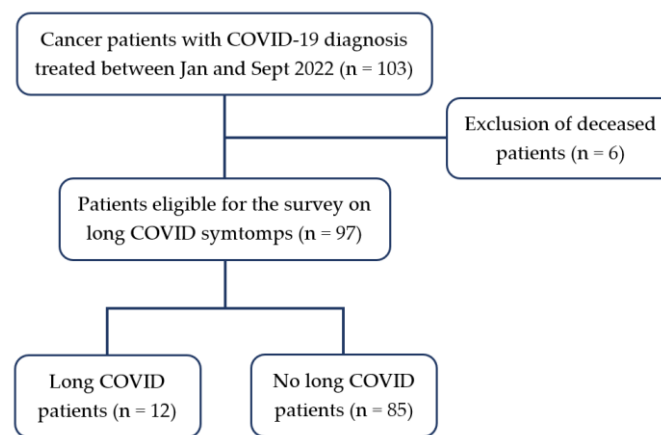 Cancer patients with COVID-19 diagnosis
treated between Jan and Sept 2022 (n = 103)
Exclusion of deceased
patients (n = 6)
Patients eligible for the survey on
long COVID symtomps (n = 97)
Long COVID
patients (n = 12)
No long COVID
patients (n = 85)